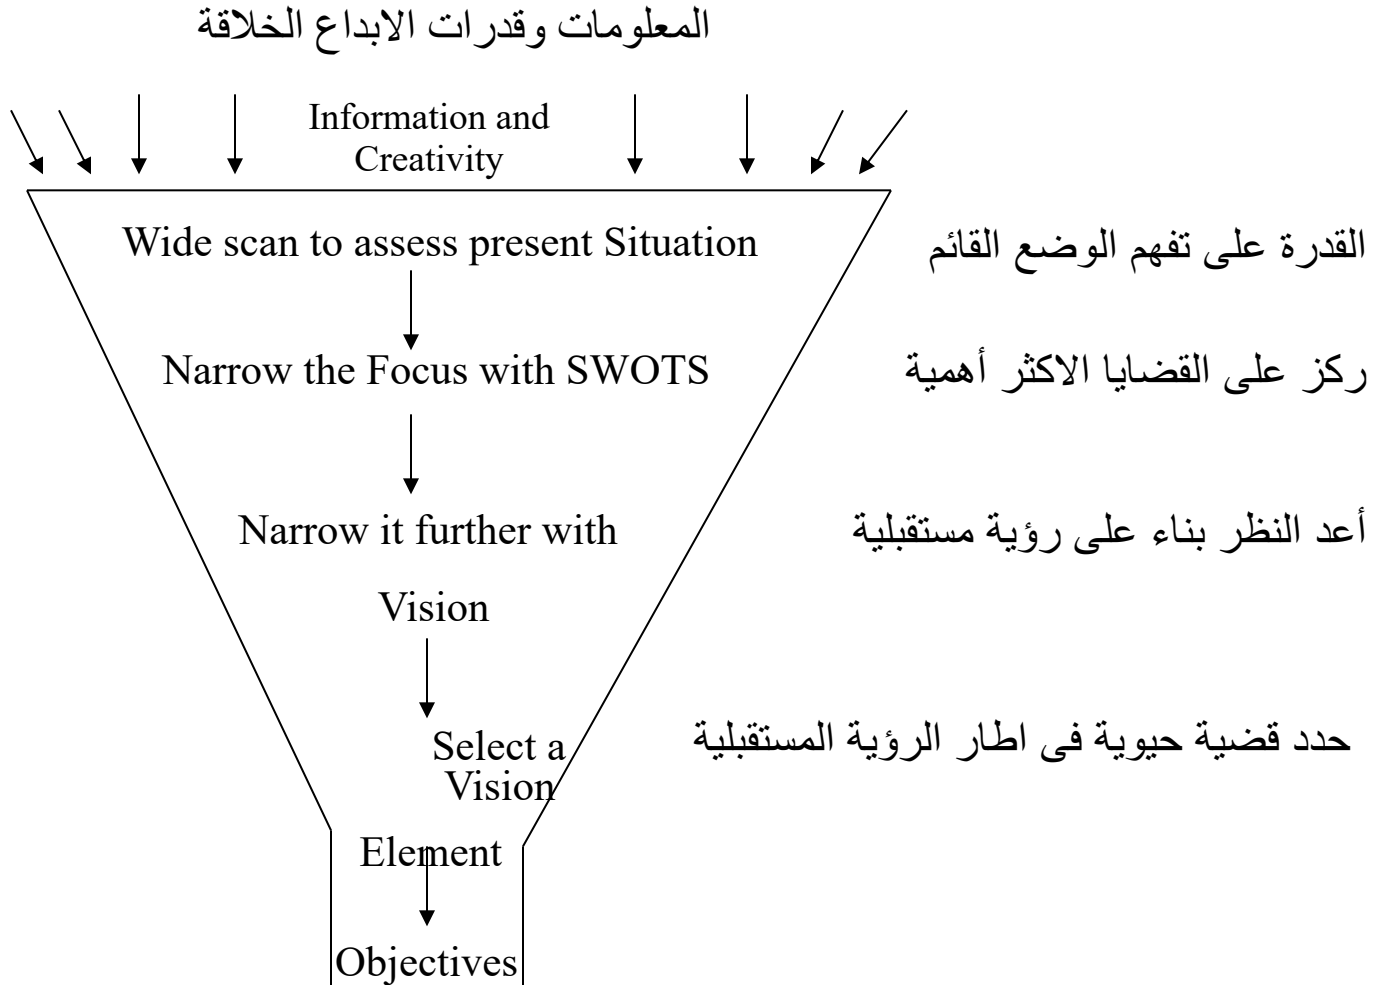 المعلومات وقدرات الابداع الخلاقة
Information and
Creativity
Wide scan to assess present Situation
القدرة على تفهم الوضع القائم
Narrow the Focus with SWOTS
ركز على القضايا الاكثر أهمية
Narrow it further with
أعد النظر بناء على رؤية مستقبلية
Vision
Select a
Vision
حدد قضية حيوية فى اطار الرؤية المستقبلية
Element
Objectives